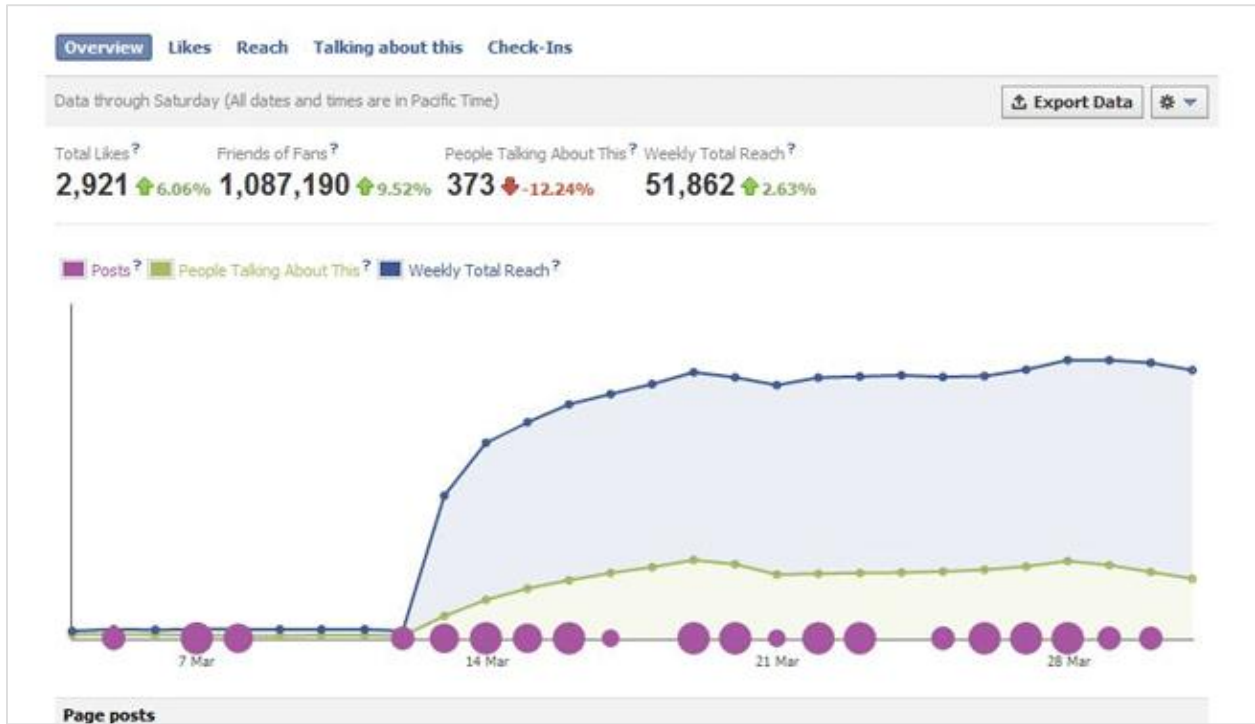 Overview Likes Reach Talking about this Check-Ins
Data through Saturday (All dates and times are in Pacific Time) Export Data
Total Likes? Friends of Fans? People Talking About This? Weekly Total Reach?
2,921 6.06% 1,087,190 9.52% 373 -12.24% 51,862 2.63%
Posts? People Talking About This? Weekly Total Reach?
7 Mar 14 Mar 21 Mar 28 Mar
Page posts